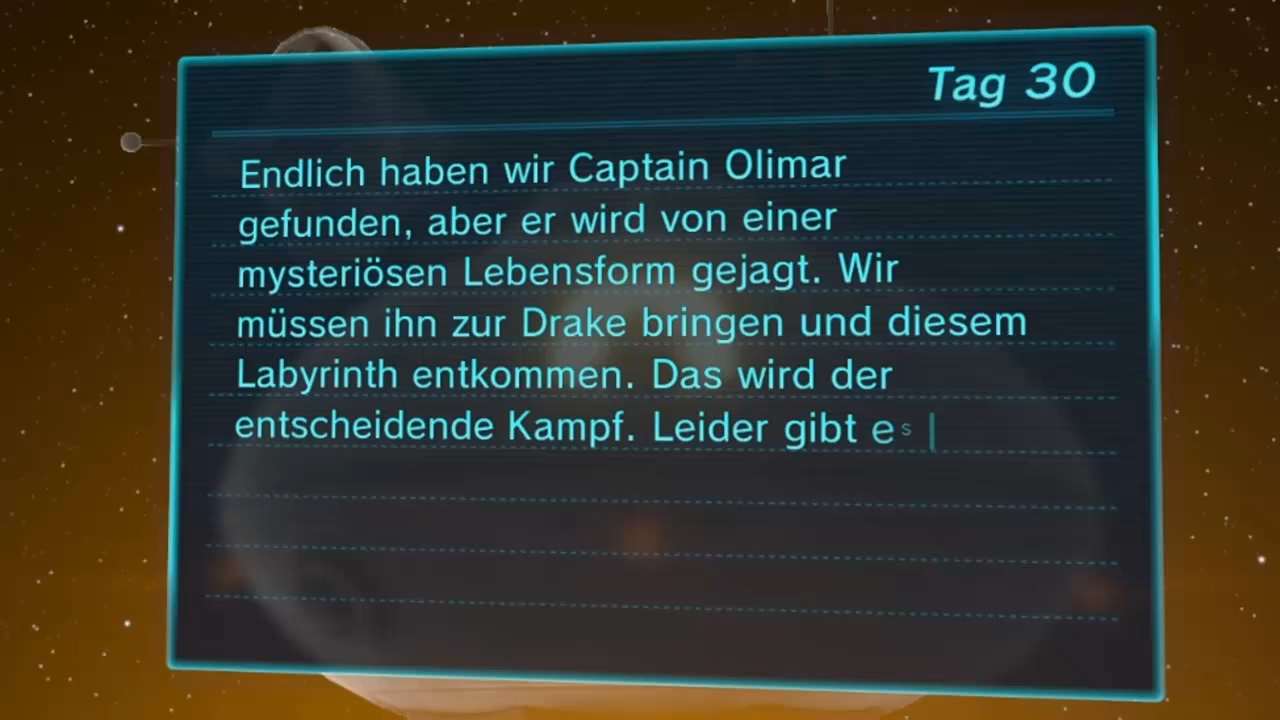 Tag 30
Endlich haben wir Captain Olimar
gefunden, aber er wird von einer
mysteriösen Lebensform gejagt. Wir
müssen ihn zur Drake bringen und diesem
Labyrinth entkommen. Das wird der
entscheidende Kampf. Leider gibt es